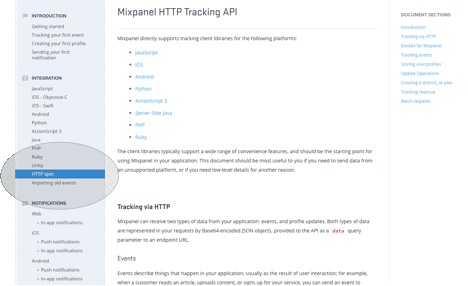 INTRODUCTION
Getting started
Tracking your first event
Creating your first profile
Sending your first
notification
INTEGRATION
JavaScript
iOS - Objective-C
iOS - Swift
Android
Python
ActionScript 3
Java
PHP
Ruby
Unity
HTTP spec
Importing old events
NOTIFICATIONS
Web
- In-app notifications
iOS
- Push notifications
- In-app notifications
Android
- Push notifications
- In-app notifications
Mixpanel HTTP Tracking API
Mixpanel directly supports tracking client libraries for the following platforms:
• JavaScript
• iOS
• Android
• Python
• ActionScript 3
• Server-Side Java
• PHP
• Ruby
The client libraries typically support a wide range of convenience features, and should be the starting point for
using Mixpanel in your application. This document should be most useful to you if you need to send data from
an unsupported platform, or if you need low-level details for another reason.
Tracking via HTTP
Mixpanel can receive two types of data from your application: events, and profile updates. Both types of data
are represented in your requests by Base64-encoded JSON objects, provided to the API as a data query
parameter to an endpoint URL.
Events
Events describe things that happen in your application, usually as the result of user interaction; for example,
when a customer reads an article, uploads content, or signs up for your service, you can send an event to
DOCUMENT SECTIONS
Introduction
Tracking via HTTP
Base64 for Mixpanel
Tracking events
Storing user profiles
Update Operations
Creating a distinct_id alias
Tracking revenue
Batch requests